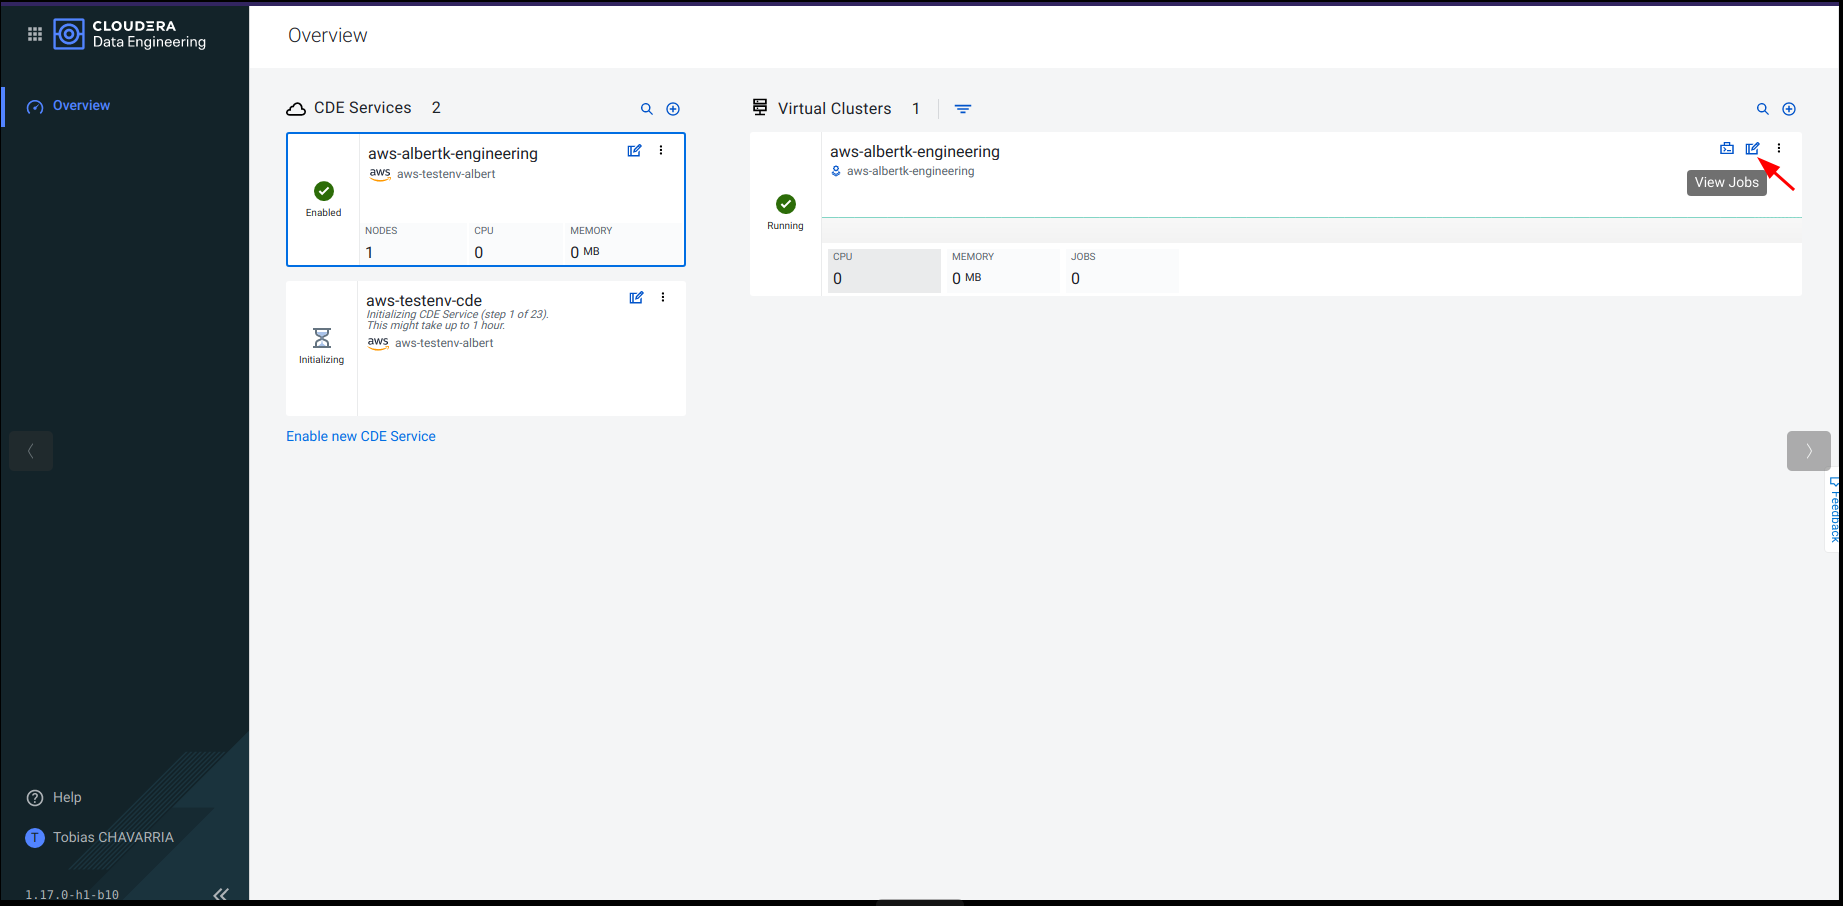 CLOUDERA
Data Engineering
Overview
Overview
CDE Services 2
aws-albertk-engineering
aws aws-testenv-albert
Enabled
NODES CPU MEMORY
1 0 0 MB
aws-testenv-cde
Initializing CDE Service (step 1 of 23).
This might take up to 1 hour.
aws aws-testenv-albert
Initializing
Enable new CDE Service
Virtual Clusters 1
aws-albertk-engineering
aws-albertk-engineering
View Jobs
Running
CPU MEMORY JOBS
0 0 MB 0
Feedback
Help
T Tobias CHAVARRIA
1.17.0-h1-b10